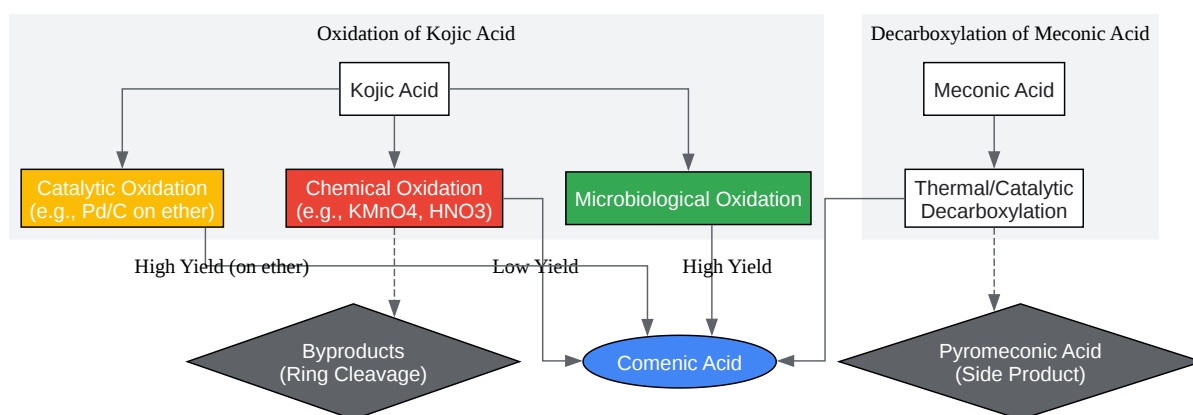 Oxidation of Kojic Acid
Decarboxylation of Meconic Acid
Kojic Acid
Meconic Acid
Catalytic Oxidation
(e.g., Pd/C on ether)
Chemical Oxidation
(e.g., KMnO4, HNO3)
Microbiological Oxidation
Thermal/Catalytic
Decarboxylation
High Yield (on ether)
Low Yield
High Yield
Byproducts
(Ring Cleavage)
Comenic Acid
Pyromeconic Acid
(Side Product)